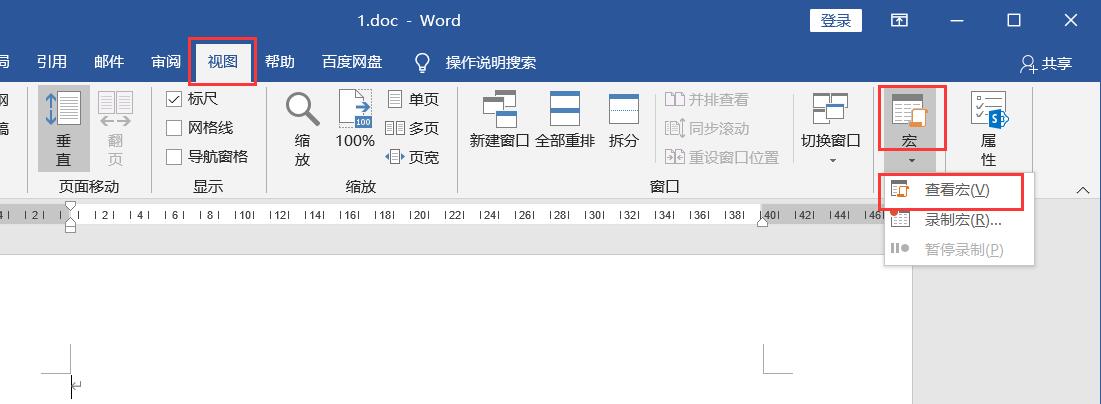 1.doc - Word
登录
引用 邮件 审阅 视图 帮助 百度网盘 操作说明搜索 共享
垂直
翻页
页面移动
标尺
网格线
导航窗格
显示
缩放
100
100%
单页
多页
页宽
缩放
新建窗口 全部重排 拆分
并排查看
同步滚动
重设窗口位置
切换窗口
窗口
宏
属性
查看宏(V)
录制宏(R)...
暂停录制(P)
4 2 2 4 6 8 10 12 14 16 18 20 22 24 26 28 30 32 34 36 38 40 42 44 46